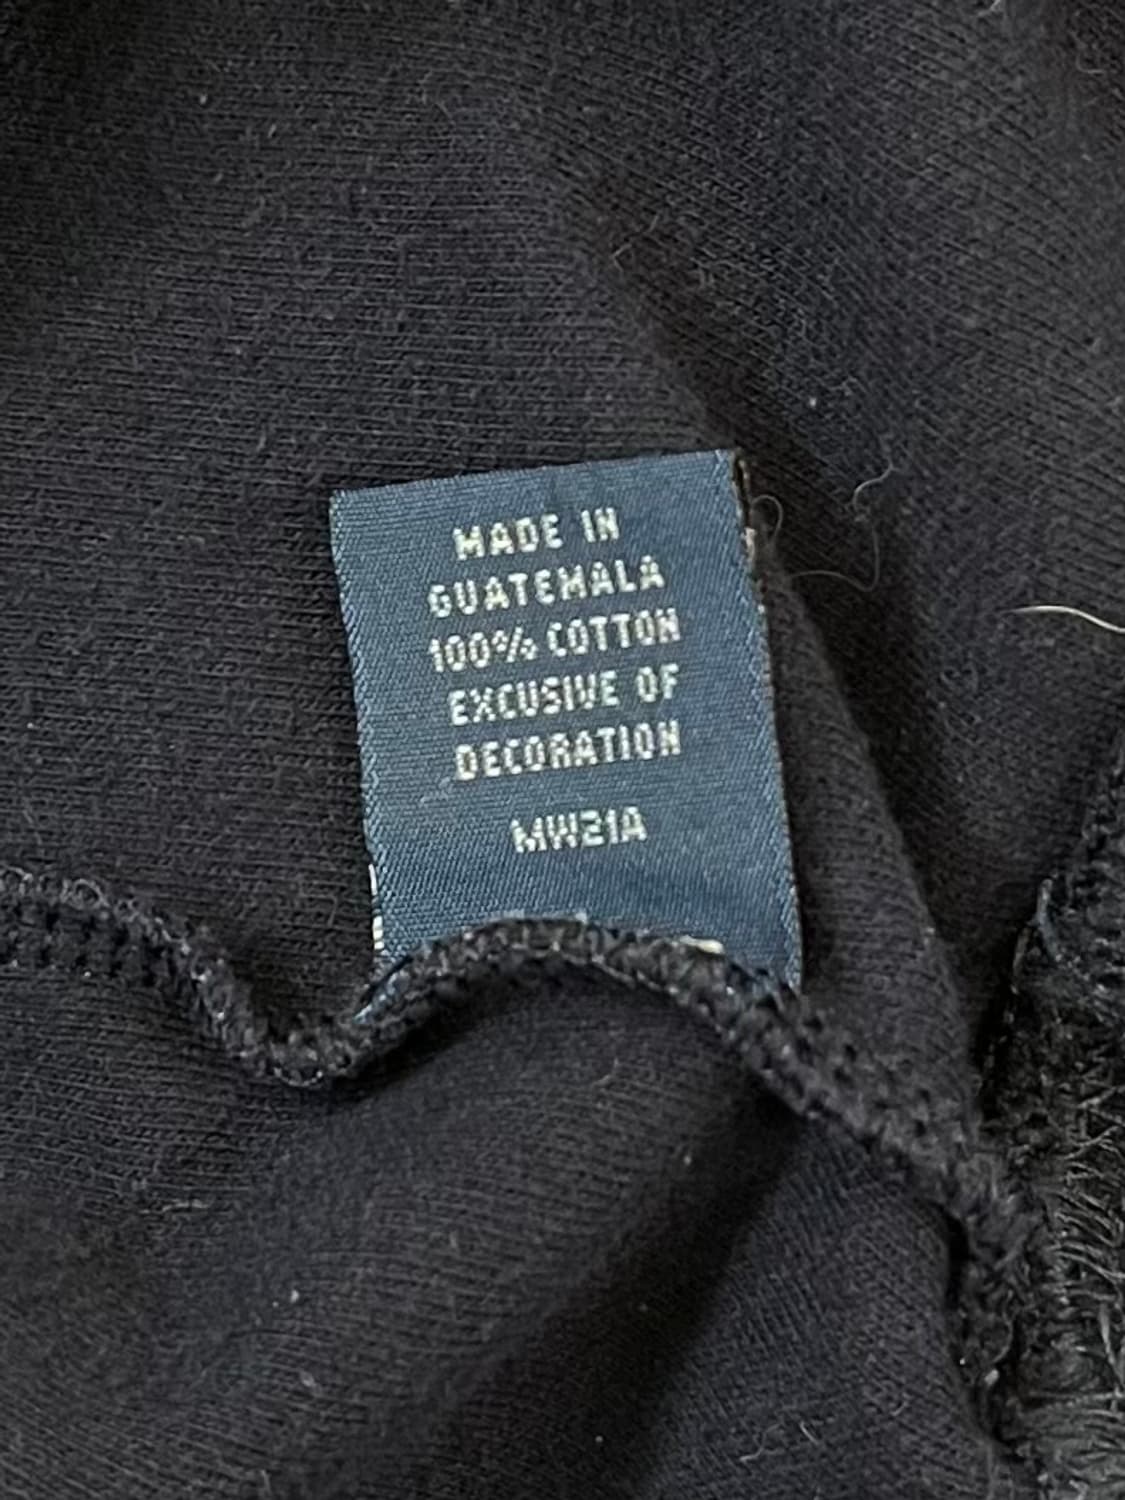 MADE IN
GUATEMALA
100% COTTON
EXCUSIVE OF
DECORATION
MW21A